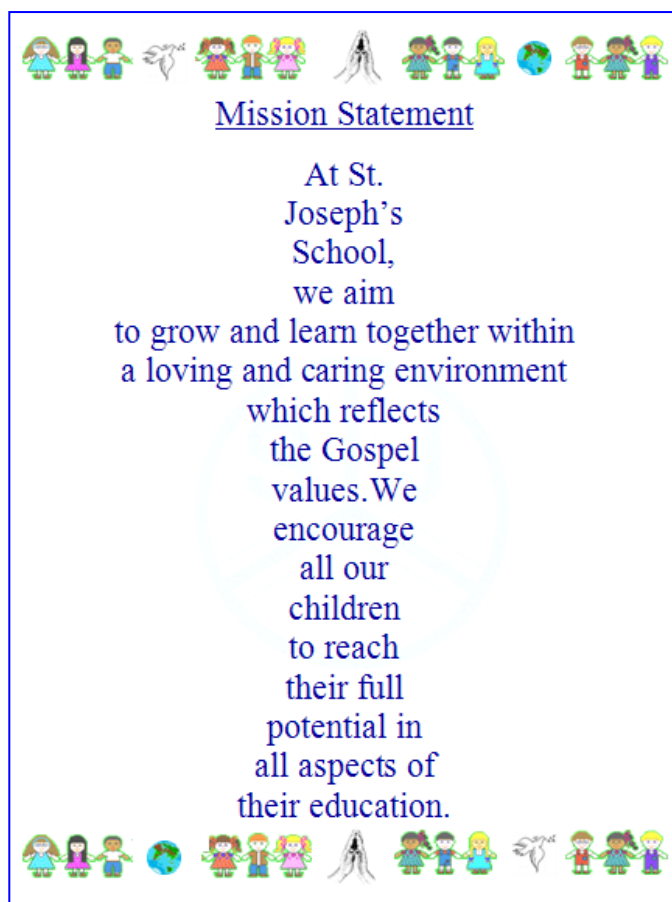 Mission Statement
At St.
Joseph’s
School,
we aim
to grow and learn together within
a loving and caring environment
which reflects
the Gospel
values.We
encourage
all our
children
to reach
their full
potential in
all aspects of
their education.